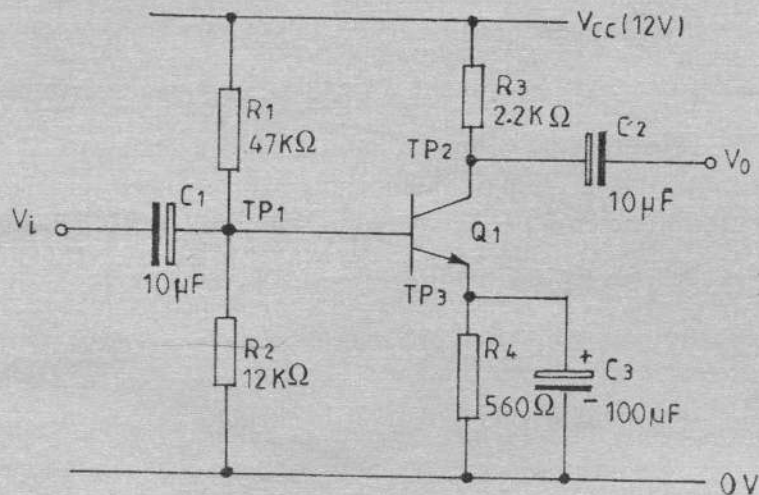 VCC (12V)
R1
47KΩ
R3
2.2KΩ
C2
10µF
Vo
TP2
C1
10µF
Vi
TP1
Q1
TP3
R2
12KΩ
R4
560Ω
+
C3
-
100µF
0V